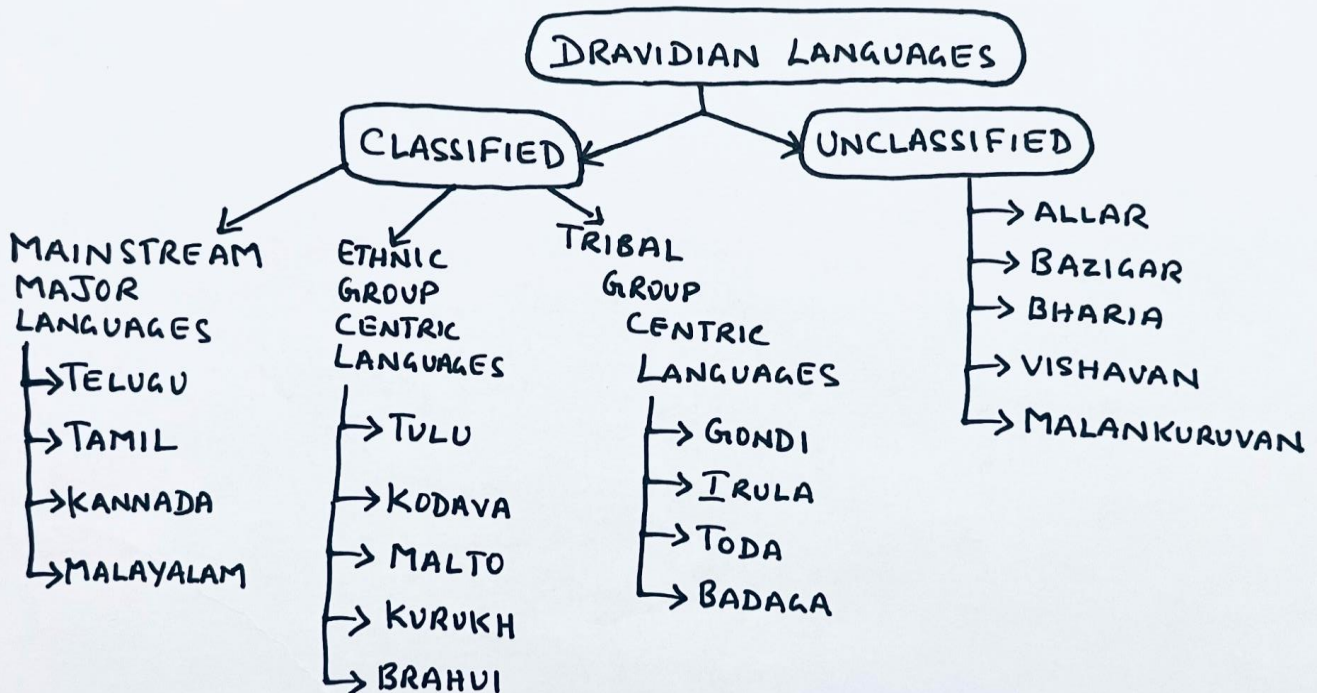 DRAVIDIAN LANGUAGES
CLASSIFIED
UNCLASSIFIED
MAINSTREAM
MAJOR
LANGUAGES
TELUGU
TAMIL
KANNADA
MALAYALAM
ETHNIC
GROUP
CENTRIC
LANGUAGES
TULU
KODAVA
MALTO
KURUKH
BRAHUI
TRIBAL
GROUP
CENTRIC
LANGUAGES
GONDI
IRULA
TODA
BADAGA
ALLAR
BAZIGAR
BHARIA
VISHAVAN
MALANKURUVAN